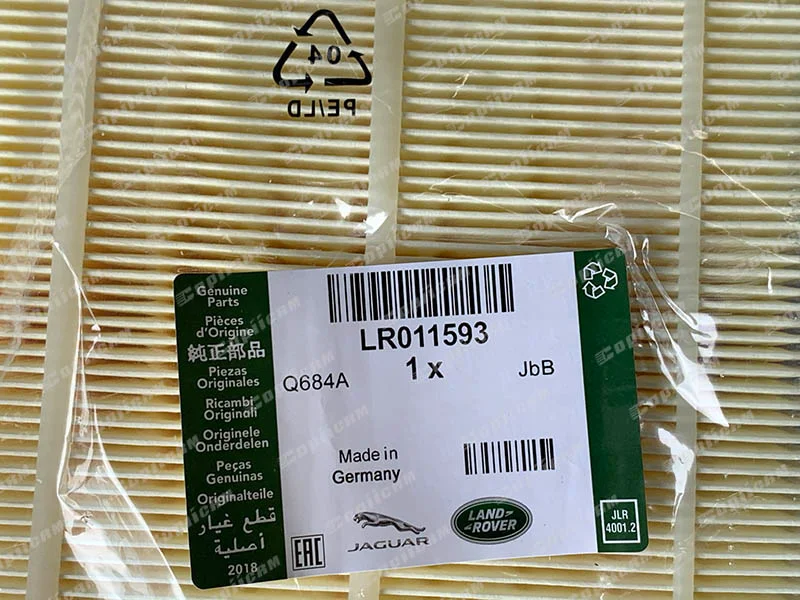 04
PE/LD
Genuine
Parts
Pièces
d'Origine
純正部品
Piezas
Originales
Ricambi
Originali
Originele
Onderdelen
Peças
Genuinas
Originalteile
قطع غيار
أصلية
2018
LR011593
1 x
Q684A
JbB
Made in
Germany
EAC
JAGUAR
LAND
ROVER
JLR
4001.2